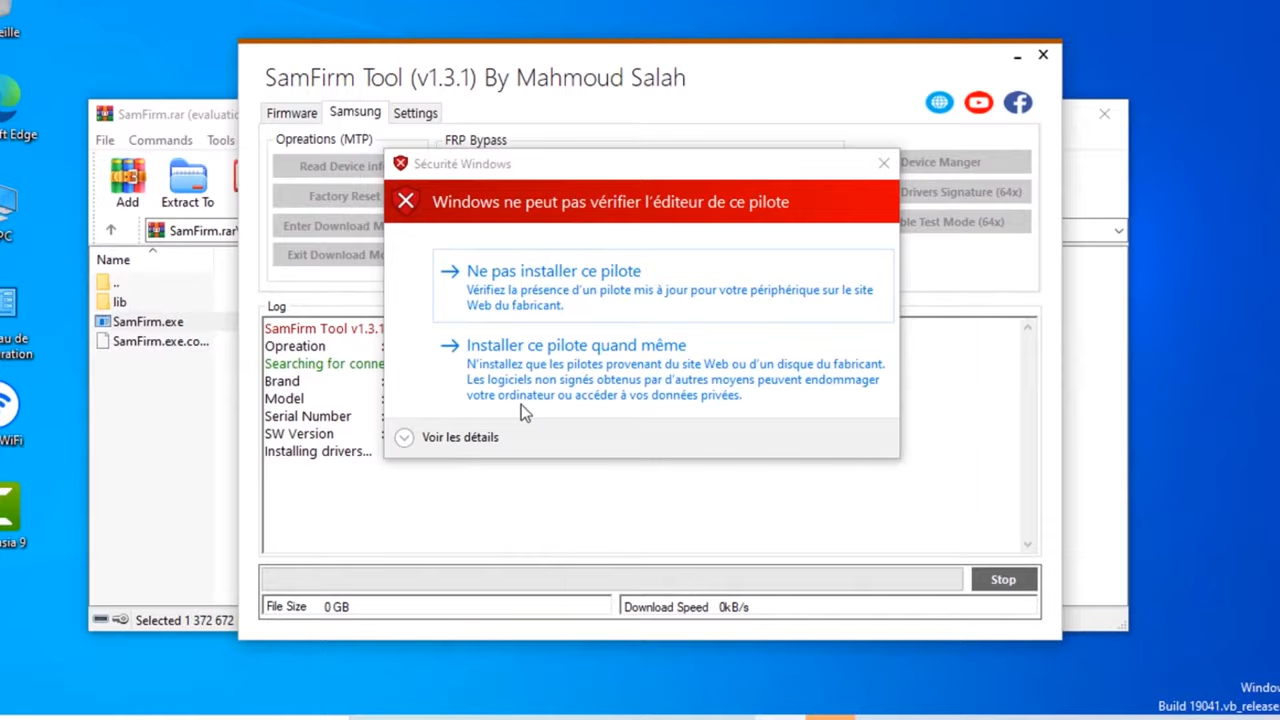 eille
ft Edge
PC
au de
ration
WiFi
sia 9
SamFirm.rar (evaluatio
File Commands Tools
Add Extract To
SamFirm.rar\
Name
..
lib
SamFirm.exe
SamFirm.exe.co...
Selected 1 372 672
SamFirm Tool (v1.3.1) By Mahmoud Salah
Firmware Samsung Settings
Opreations (MTP) FRP Bypass
Read Device inf
Factory Reset
Enter Download M
Exit Download Mo
Device Manger
Drivers Signature (64x)
ble Test Mode (64x)
Sécurité Windows
Windows ne peut pas vérifier l'éditeur de ce pilote
Ne pas installer ce pilote
Vérifiez la présence d'un pilote mis à jour pour votre périphérique sur le site
Web du fabricant.
Installer ce pilote quand même
N'installez que les pilotes provenant du site Web ou d'un disque du fabricant.
Les logiciels non signés obtenus par d'autres moyens peuvent endommager
votre ordinateur ou accéder à vos données privées.
Voir les détails
Log
SamFirm Tool v1.3.1
Opreation :
Searching for conne
Brand :
Model :
Serial Number :
SW Version :
Installing drivers...
Stop
File Size 0 GB
Download Speed 0kB/s
Window
Build 19041.vb_release